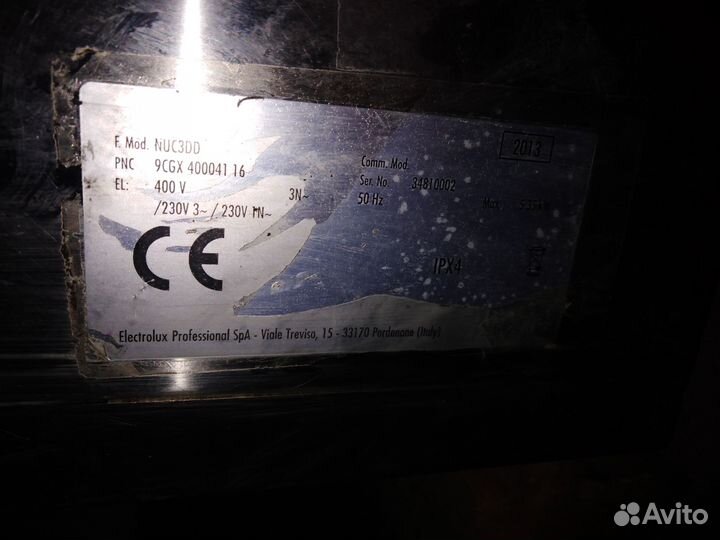 F. Mod. NUC3DD
PNC 9CGX 400041 16
EL: 400 V 3N~
/230V 3~ / 230V 1N~
CE
2013
Comm. Mod.
Ser. No. 34810002
50 Hz
Max.
IPX4
Electrolux Professional SpA - Viale Treviso, 15 - 33170 Pordenone (Italy)
Avito